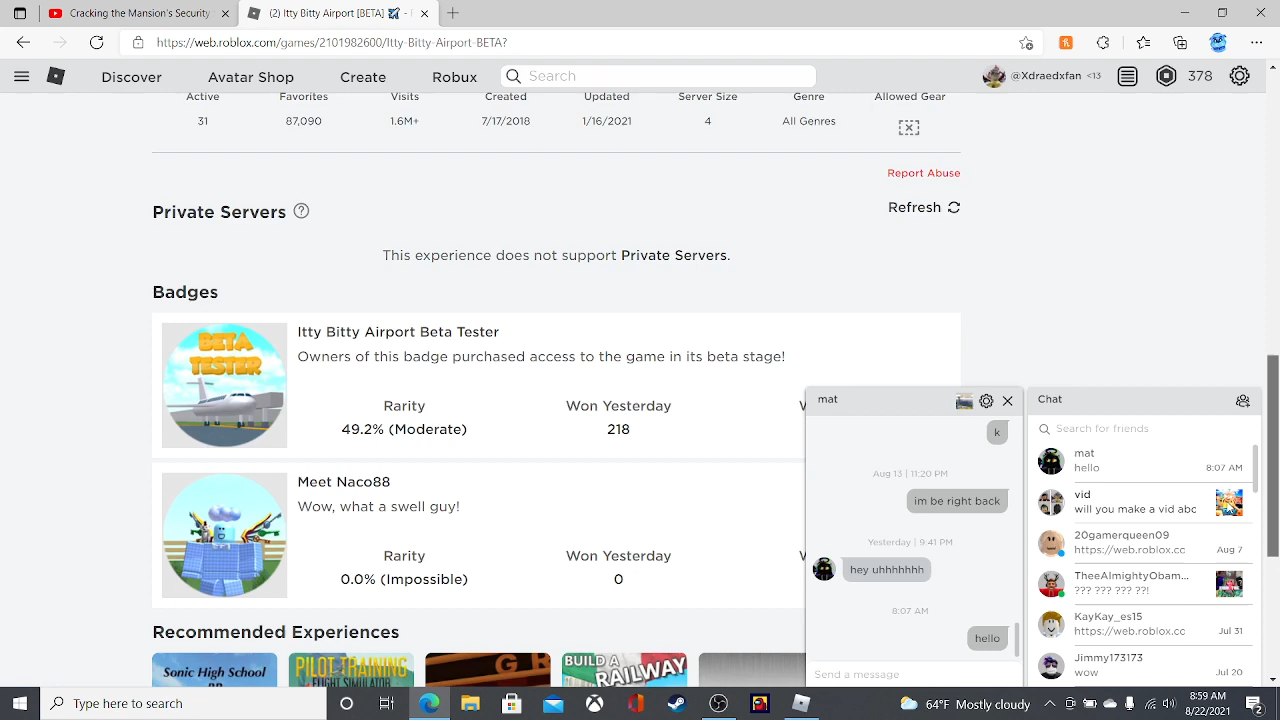 Cracking the Mining's Security
(2) Itty Bitty Airport [BETA]
https://web.roblox.com/games/2101982600/Itty-Bitty-Airport-BETA?
Discover
Avatar Shop
Create
Robux
Search
@Xdraedxfan <13
378
Active
Favorites
Visits
Created
Updated
Server Size
Genre
Allowed Gear
31
87,090
1.6M+
7/17/2018
1/16/2021
4
All Genres
Report Abuse
Private Servers
Refresh
This experience does not support Private Servers.
Badges
Itty Bitty Airport Beta Tester
Owners of this badge purchased access to the game in its beta stage!
BETA
TESTER
Rarity
Won Yesterday
49.2% (Moderate)
218
Meet Naco88
Wow, what a swell guy!
Rarity
Won Yesterday
0.0% (Impossible)
0
Recommended Experiences
Sonic High School
PILOT TRAINING
FLIGHT SIMULATOR
G R
BUILD A
RAILWAY
mat
k
Aug 13 | 11:20 PM
im be right back
Yesterday | 9:41 PM
hey uhhhhhhh
8:07 AM
hello
Send a message
Chat
Search for friends
mat
hello
8:07 AM
vid
will you make a vid abc
20gamerqueen09
https://web.roblox.cc
Aug 7
TheeAlmightyObam...
??? ??? ??? ??!
KayKay_es15
https://web.roblox.cc
Jul 31
Jimmy173173
wow
Jul 20
Type here to search
64°F Cloudy
8:59 AM
8/22/2021